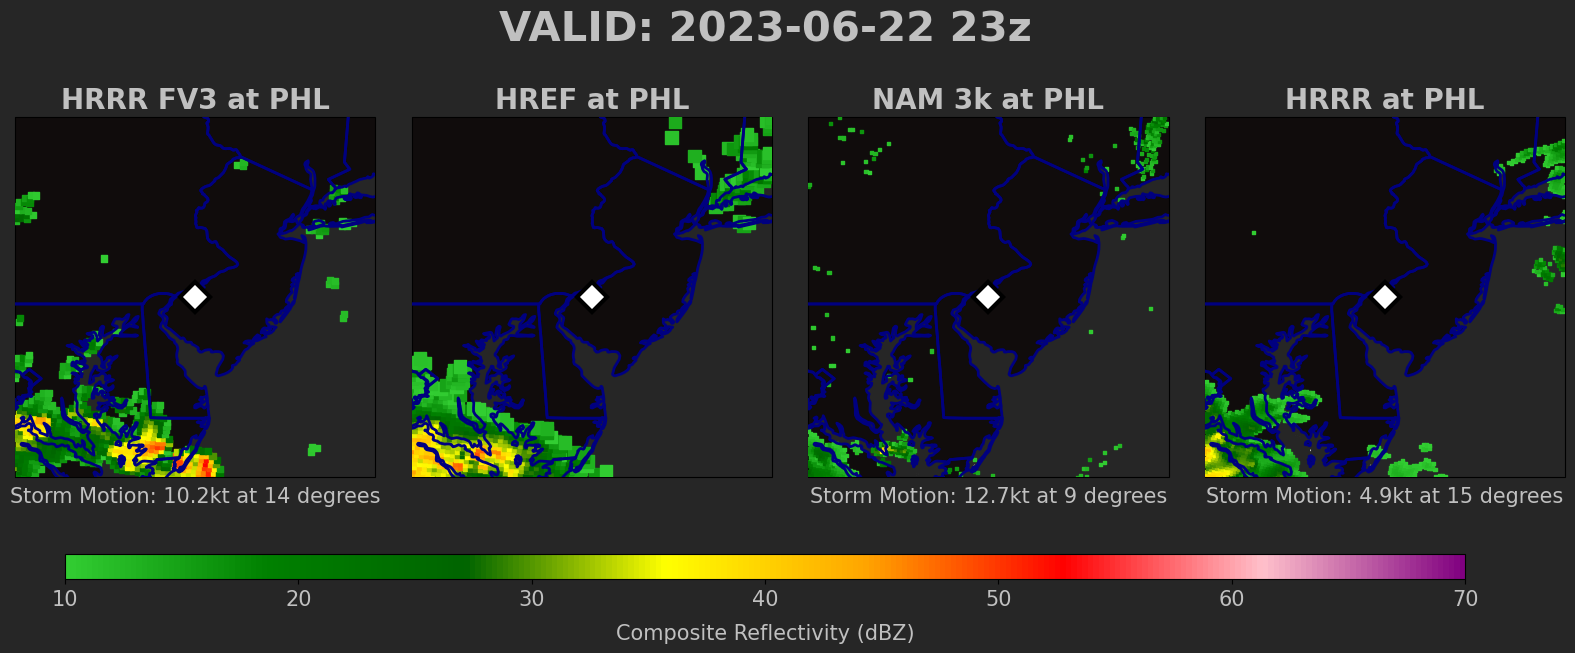 VALID: 2023-06-22 23z
HRRR FV3 at PHL
HREF at PHL
NAM 3k at PHL
HRRR at PHL
Storm Motion: 10.2kt at 14 degrees
Storm Motion: 12.7kt at 9 degrees
Storm Motion: 4.9kt at 15 degrees
10 20 30 40 50 60 70
Composite Reflectivity (dBZ)